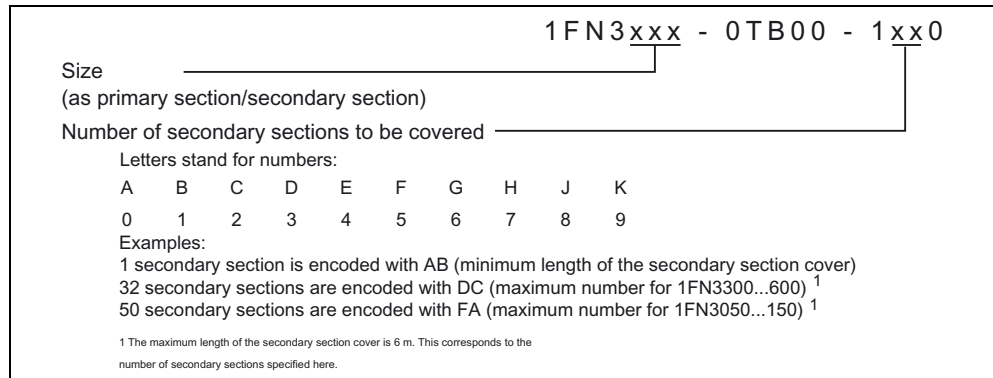 1FN3xxx - 0TB00 - 1xx0
Size
(as primary section/secondary section)
Number of secondary sections to be covered
Letters stand for numbers:
A B C D E F G H J K
0 1 2 3 4 5 6 7 8 9
Examples:
1 secondary section is encoded with AB (minimum length of the secondary section cover)
32 secondary sections are encoded with DC (maximum number for 1FN3300...600) 1
50 secondary sections are encoded with FA (maximum number for 1FN3050...150) 1
1 The maximum length of the secondary section cover is 6 m. This corresponds to the
number of secondary sections specified here.